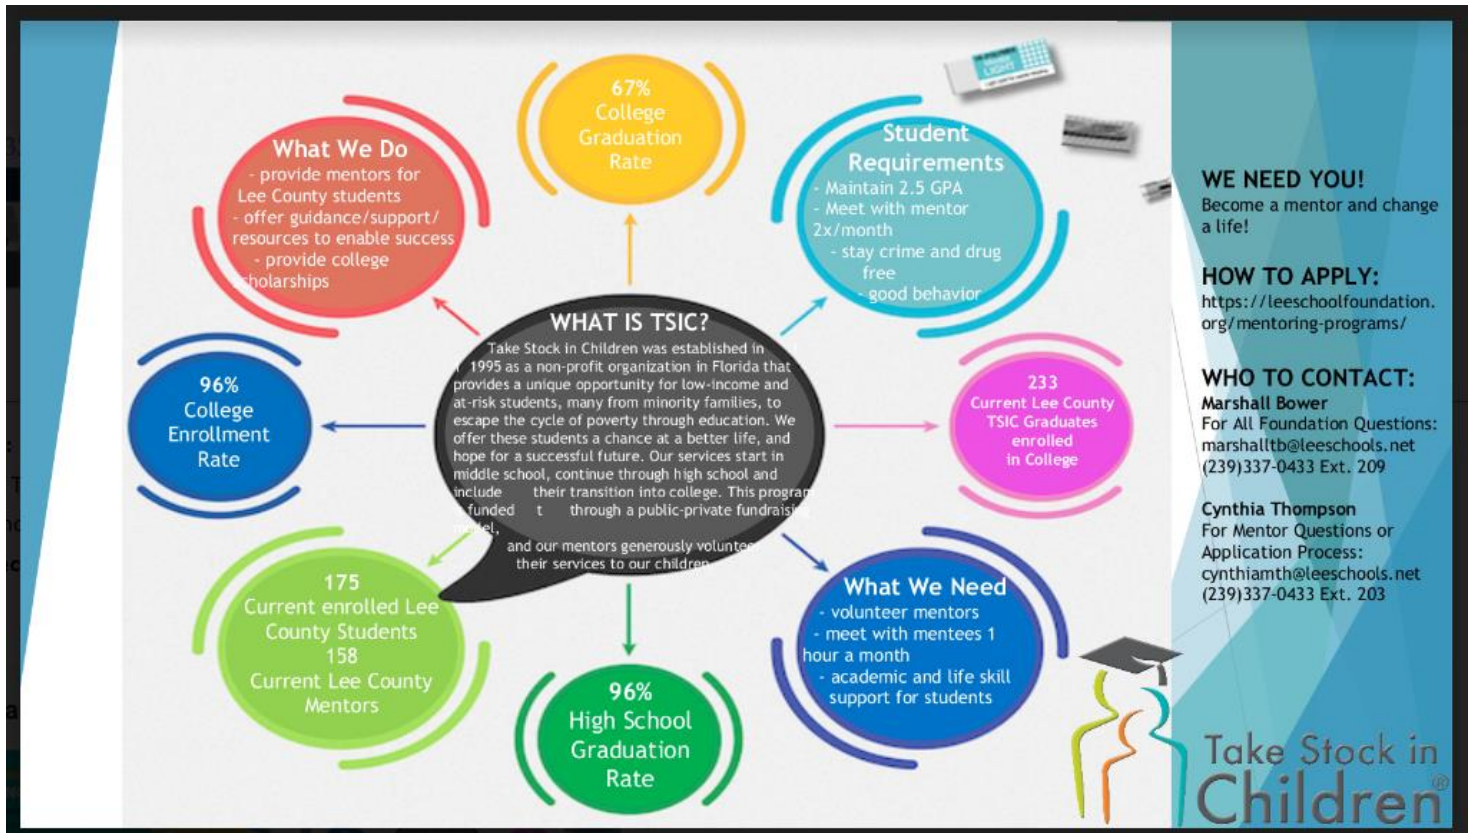 67%
College
Graduation
Rate
What We Do
- provide mentors for
Lee County students
- offer guidance/support/
resources to enable success
- provide college
scholarships
Student
Requirements
- Maintain 2.5 GPA
- Meet with mentor
2x/month
- stay crime and drug
free
- good behavior
WHAT IS TSIC?
Take Stock in Children was established in
1995 as a non-profit organization in Florida that
provides a unique opportunity for low-income and
at-risk students, many from minority families, to
escape the cycle of poverty through education. We
offer these students a chance at a better life, and
hope for a successful future. Our services start in
middle school, continue through high school and
include their transition into college. This program
funded t through a public-private fundraising
model,
and our mentors generously volunteer
their services to our children
96%
College
Enrollment
Rate
233
Current Lee County
TSIC Graduates
enrolled
in College
175
Current enrolled Lee
County Students
158
Current Lee County
Mentors
96%
High School
Graduation
Rate
What We Need
- volunteer mentors
- meet with mentees 1
hour a month
- academic and life skill
support for students
WE NEED YOU!
Become a mentor and change
a life!
HOW TO APPLY:
https://leeschoolfoundation.
org/mentoring-programs/
WHO TO CONTACT:
Marshall Bower
For All Foundation Questions:
marshalltb@leeschools.net
(239)337-0433 Ext. 209
Cynthia Thompson
For Mentor Questions or
Application Process:
cynthiamth@leeschools.net
(239)337-0433 Ext. 203
Take Stock in
Children®
LIGHT